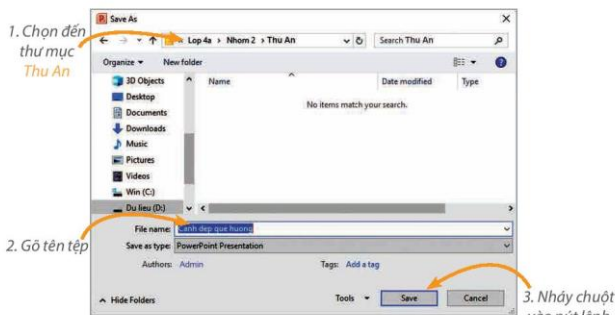 Save As
1. Chọn đến
thư mục
Thu An
Lop 4a > Nhom 2 > Thu An
Search Thu An
Organize
New folder
3D Objects
Desktop
Documents
Downloads
Music
Pictures
Videos
Win (C:)
Du lieu (D:)
Name
Date modified
Type
No items match your search.
2. Gõ tên tệp
File name: Canh dep que huong
Save as type: PowerPoint Presentation
Authors: Admin
Tags: Add a tag
Hide Folders
Tools
Save
Cancel
3. Nháy chuột
vào nút lệnh